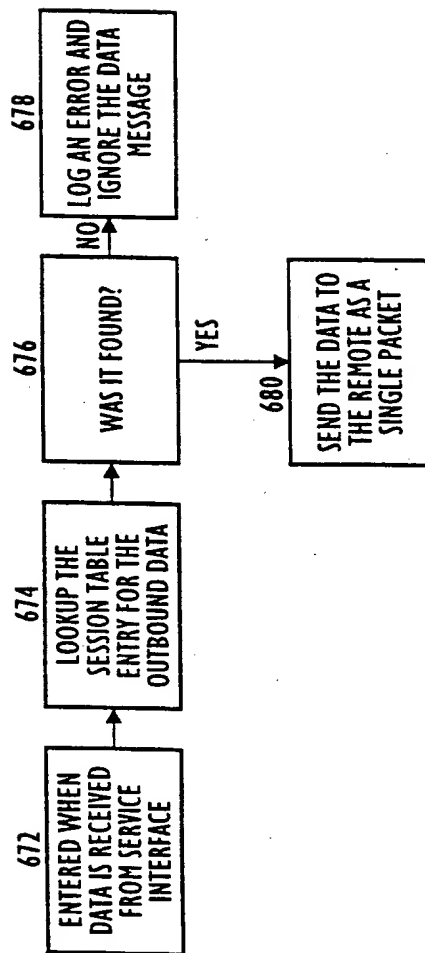 672
ENTERED WHEN
DATA IS RECEIVED
FROM SERVICE
INTERFACE
674
LOOKUP THE
SESSION TABLE
ENTRY FOR THE
OUTBOUND DATA
676
WAS IT FOUND?
NO
678
LOG AN ERROR AND
IGNORE THE DATA
MESSAGE
YES
680
SEND THE DATA TO
THE REMOTE AS A
SINGLE PACKET